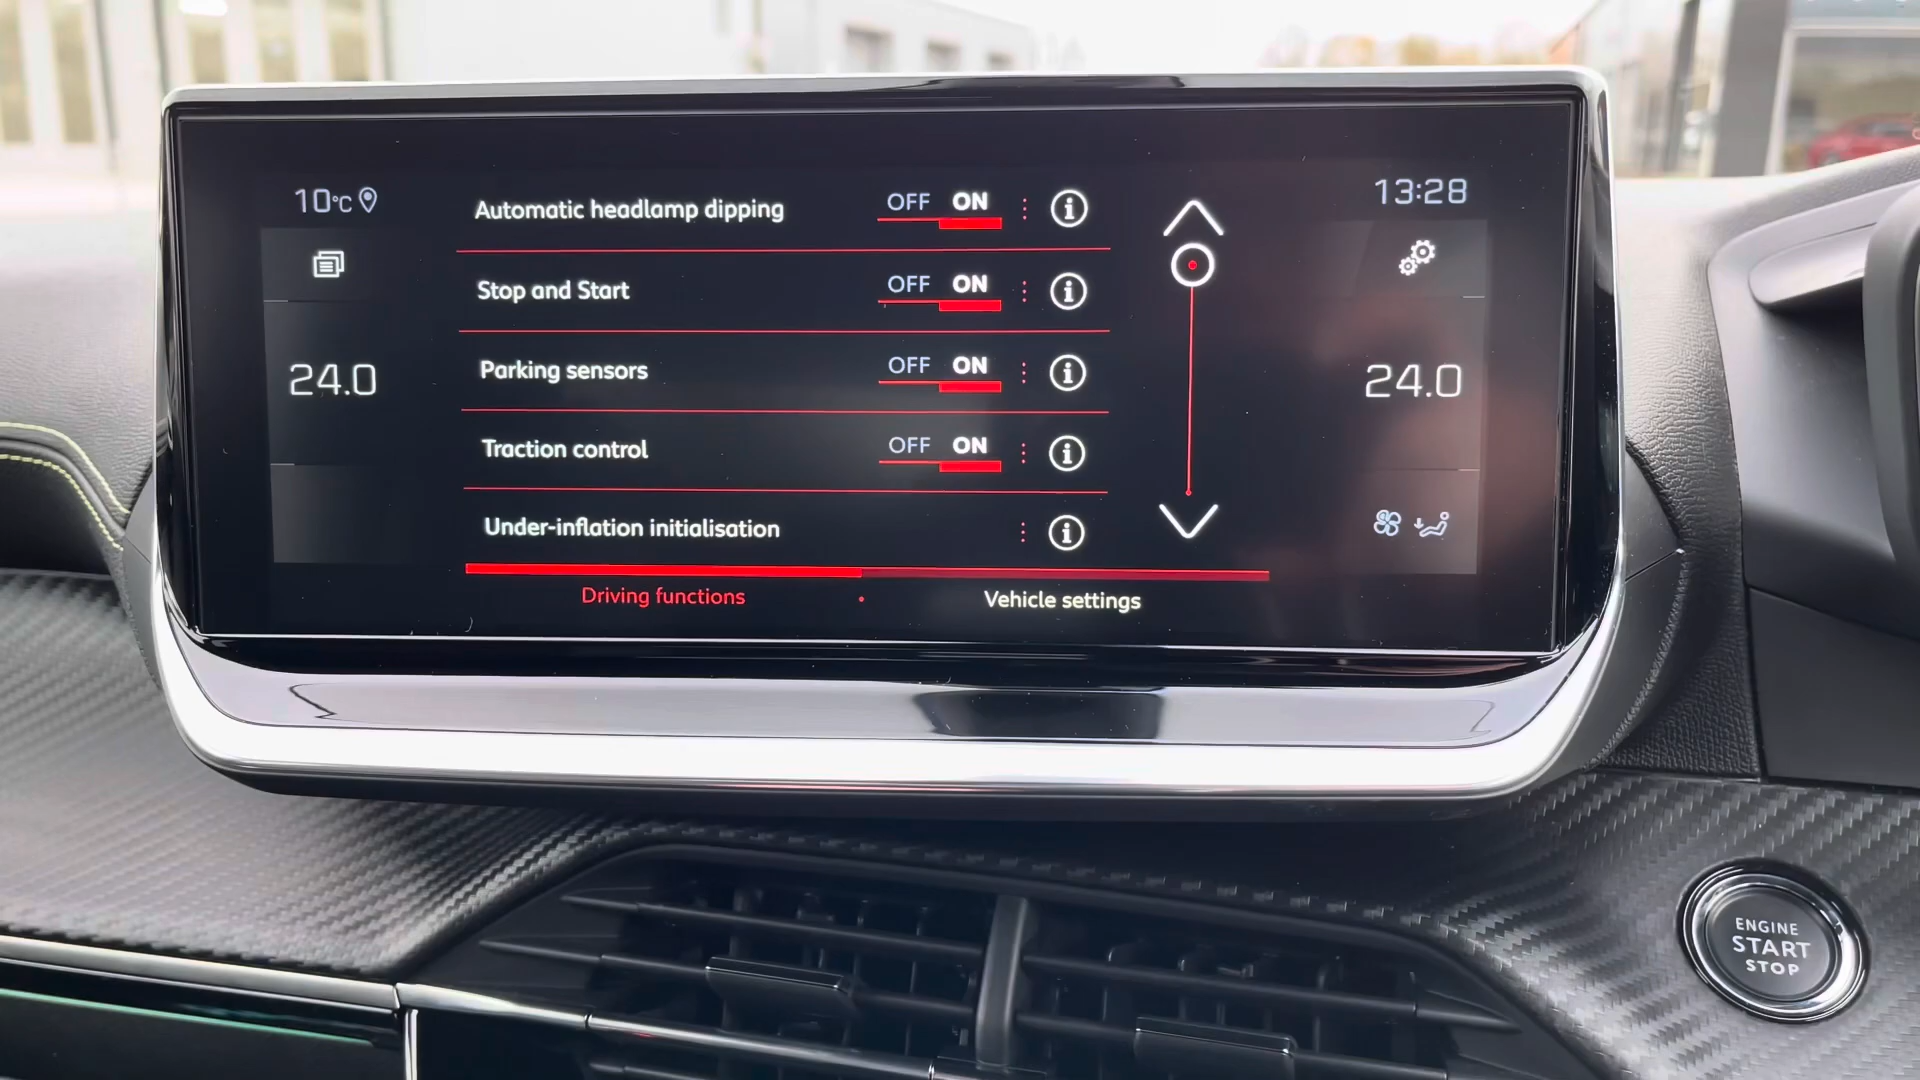 10°C
13:28
Automatic headlamp dipping OFF ON
Stop and Start OFF ON
24.0
Parking sensors OFF ON
24.0
Traction control OFF ON
Under-inflation initialisation
Driving functions
Vehicle settings
ENGINE
START
STOP